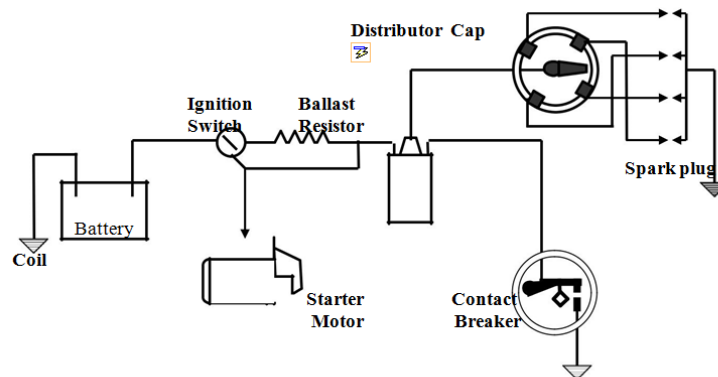 Distributor Cap
Ignition
Switch
Ballast
Resistor
Spark plug
Battery
Coil
Starter
Motor
Contact
Breaker